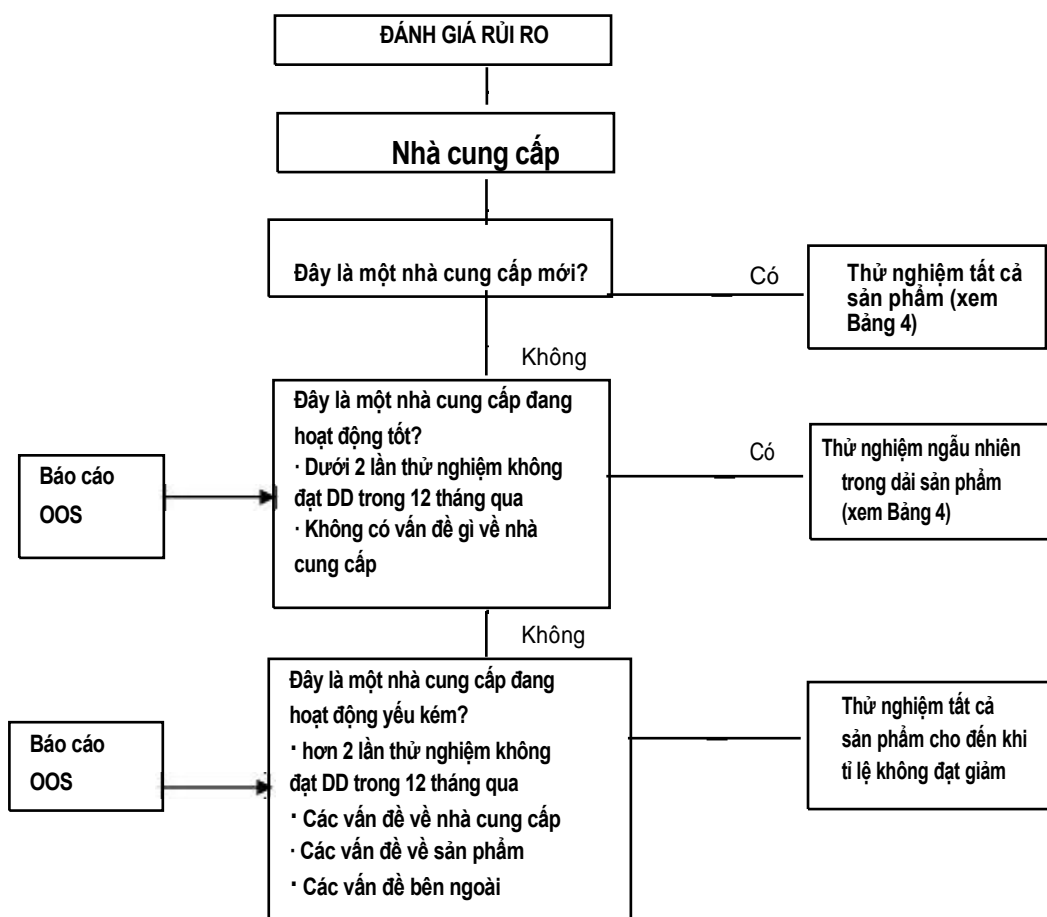 ĐÁNH GIÁ RỦI RO
Nhà cung cấp
Đây là một nhà cung cấp mới?
Có
Thử nghiệm tất cả
sản phẩm (xem
Bảng 4)
Không
Đây là một nhà cung cấp đang
hoạt động tốt?
· Dưới 2 lần thử nghiệm không
đạt DD trong 12 tháng qua
· Không có vấn đề gì về nhà
cung cấp
Báo cáo
OOS
Có
Thử nghiệm ngẫu nhiên
trong dải sản phẩm
(xem Bảng 4)
Không
Đây là một nhà cung cấp đang
hoạt động yếu kém?
· hơn 2 lần thử nghiệm không
đạt DD trong 12 tháng qua
· Các vấn đề về nhà cung cấp
· Các vấn đề về sản phẩm
· Các vấn đề bên ngoài
Báo cáo
OOS
Thử nghiệm tất cả
sản phẩm cho đến khi
tỉ lệ không đạt giảm